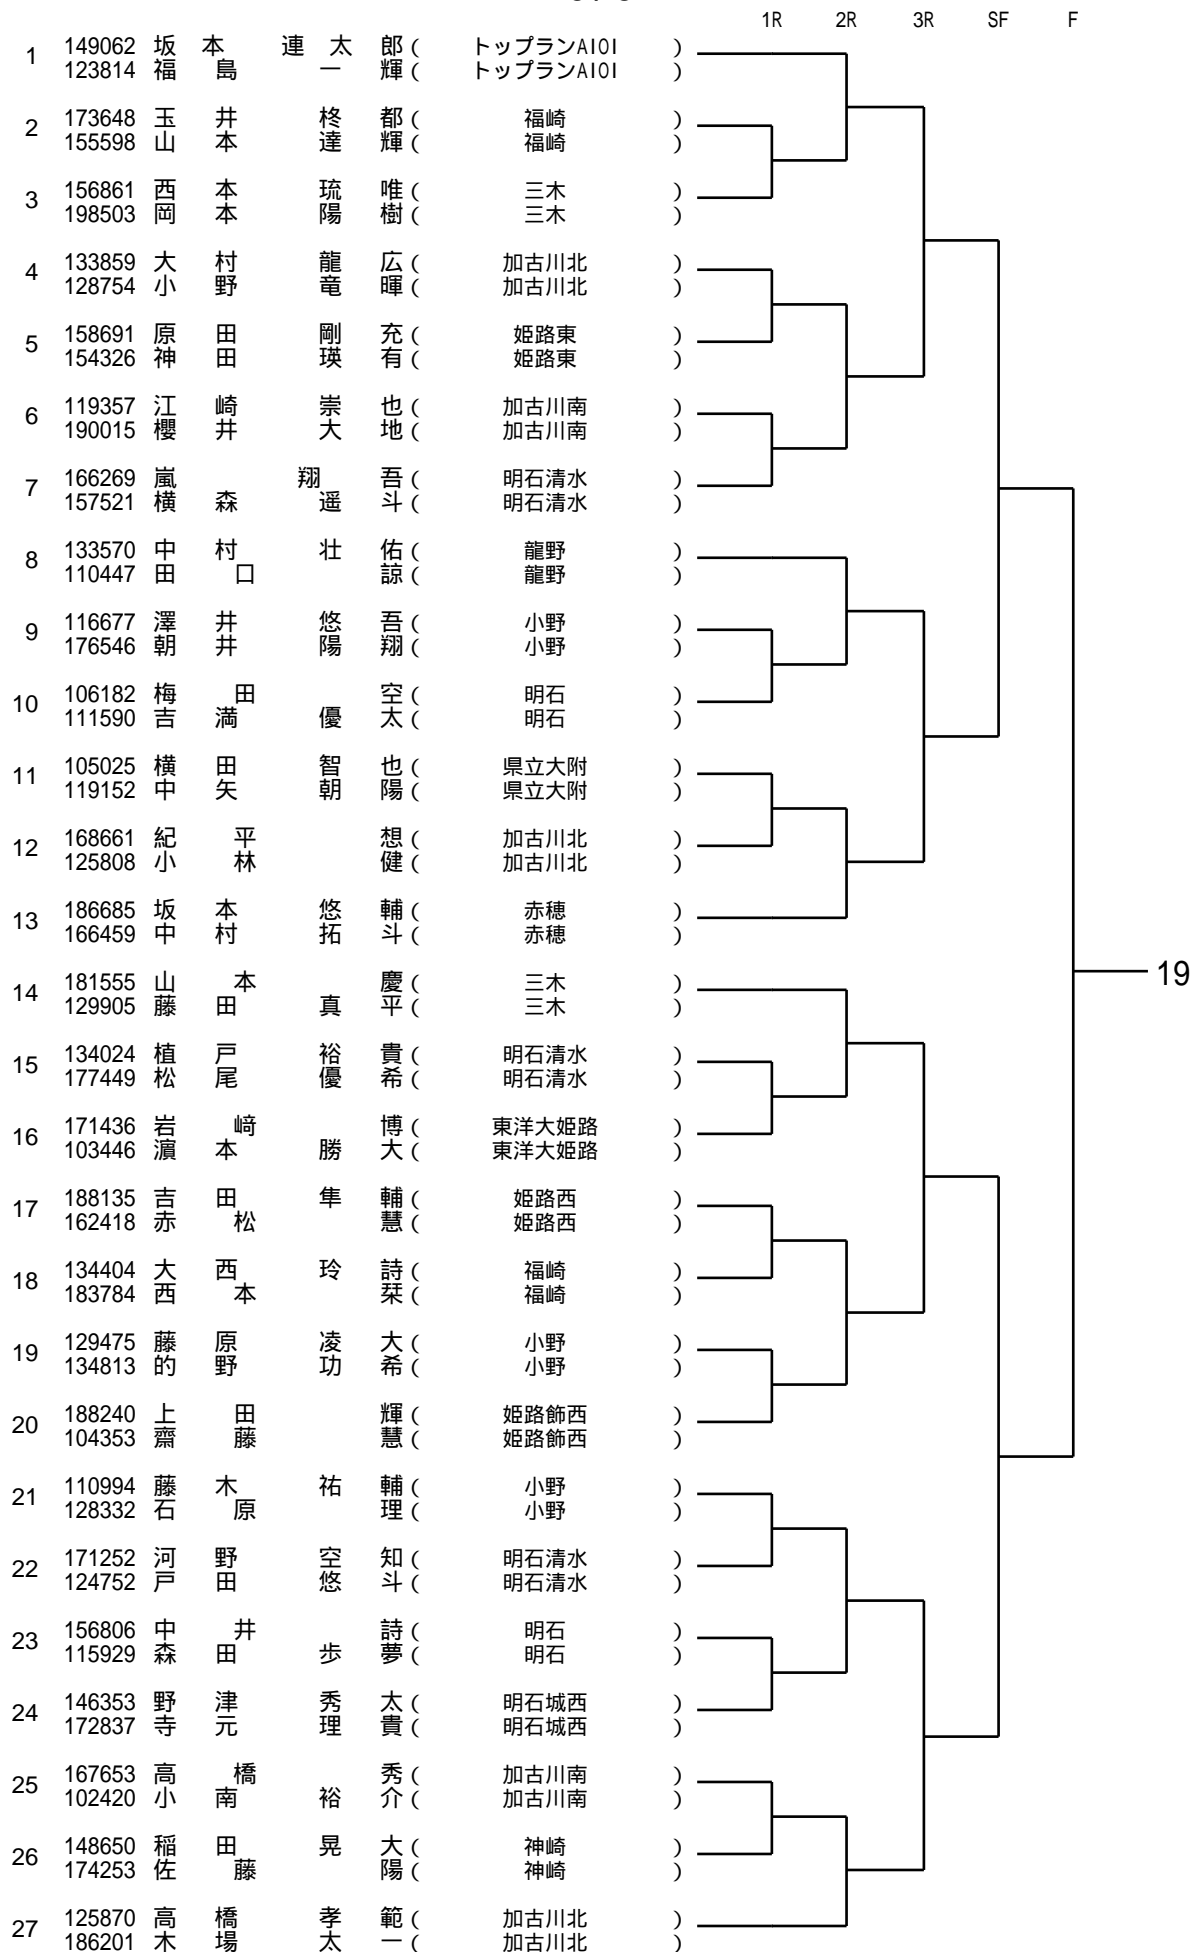 1R 2R 3R SF F
1 149062 坂本 連太郎 ( トップランAIOI )
123814 福島 一輝 ( トップランAIOI )
2 173648 玉井 柊都 ( 福崎 )
155598 山本 達輝 ( 福崎 )
3 156861 西本 琉唯 ( 三木 )
198503 岡本 陽樹 ( 三木 )
4 133859 大村 龍広 ( 加古川北 )
128754 小野 竜暉 ( 加古川北 )
5 158691 原田 剛充 ( 姫路東 )
154326 神田 瑛有 ( 姫路東 )
6 119357 江崎 崇也 ( 加古川南 )
190015 櫻井 大地 ( 加古川南 )
7 166269 嵐 翔吾 ( 明石清水 )
157521 横森 遥斗 ( 明石清水 )
8 133570 中村 壮佑 ( 龍野 )
110447 田口 諒 ( 龍野 )
9 116677 澤井 悠吾 ( 小野 )
176546 朝井 陽翔 ( 小野 )
10 106182 梅田 空 ( 明石 )
111590 吉満 優太 ( 明石 )
11 105025 横田 智也 ( 県立大附 )
119152 中矢 朝陽 ( 県立大附 )
12 168661 紀平 想 ( 加古川北 )
125808 小林 健 ( 加古川北 )
13 186685 坂本 悠輔 ( 赤穂 )
166459 中村 拓斗 ( 赤穂 )
19
14 181555 山本 慶 ( 三木 )
129905 藤田 真平 ( 三木 )
15 134024 植戸 裕貴 ( 明石清水 )
177449 松尾 優希 ( 明石清水 )
16 171436 岩﨑 博 ( 東洋大姫路 )
103446 濵本 勝大 ( 東洋大姫路 )
17 188135 吉田 隼輔 ( 姫路西 )
162418 赤松 慧 ( 姫路西 )
18 134404 大西 玲詩 ( 福崎 )
183784 西本 栞 ( 福崎 )
19 129475 藤原 凌大 ( 小野 )
134813 的野 功希 ( 小野 )
20 188240 上田 輝 ( 姫路飾西 )
104353 齋藤 慧 ( 姫路飾西 )
21 110994 藤木 祐輔 ( 小野 )
128332 石原 理 ( 小野 )
22 171252 河野 空知 ( 明石清水 )
124752 戸田 悠斗 ( 明石清水 )
23 156806 中井 詩 ( 明石 )
115929 森田 歩夢 ( 明石 )
24 146353 野津 秀太 ( 明石城西 )
172837 寺元 理貴 ( 明石城西 )
25 167653 高橋 秀 ( 加古川南 )
102420 小南 裕介 ( 加古川南 )
26 148650 稲田 晃大 ( 神崎 )
174253 佐藤 陽 ( 神崎 )
27 125870 高橋 孝範 ( 加古川北 )
186201 木場 太一 ( 加古川北 )